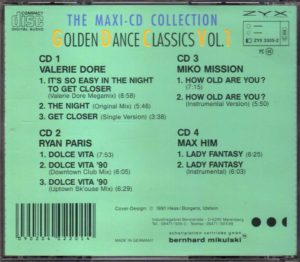 COMPACT
disc
DIGITAL AUDIO
THE MAXI-CD COLLECTION
GOLDEN DANCE CLASSICS VOL.1
ZYX
CD 1
VALERIE DORE
1. IT'S SO EASY IN THE NIGHT
TO GET CLOSER
(Valerie Dore Megamix) (8:58)
2. THE NIGHT (Original Mix) (5:46)
3. GET CLOSER (Single Version) (3:38)
CD 3
MIKO MISSION
1. HOW OLD ARE YOU?
(7:15)
2. HOW OLD ARE YOU?
(Instrumental Version) (5:50)
CD 2
RYAN PARIS
1. DOLCE VITA (7:53)
2. DOLCE VITA '90
(Downtown Club Mix) (5:05)
3. DOLCE VITA '90
(Uptown Sk'ouse Mix) (6:29)
CD 4
MAX HIM
1. LADY FANTASY (6:25)
2. LADY FANTASY
(Instrumental) (6:03)
MADE IN GERMANY
schallplatten vertriebs gmbh
bernhard mikulski